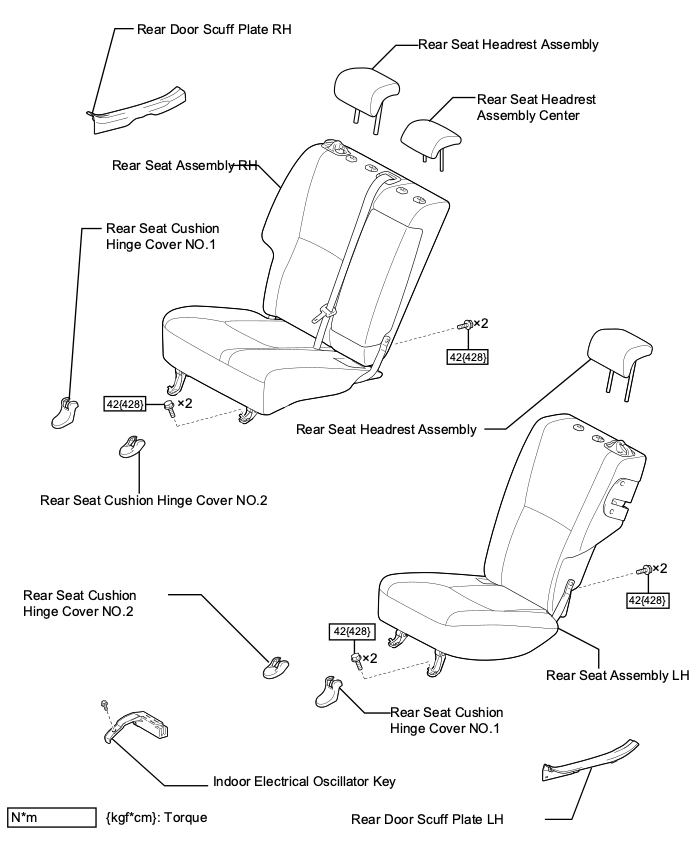 Rear Door Scuff Plate RH
Rear Seat Headrest Assembly
Rear Seat Headrest
Assembly Center
Rear Seat Assembly RH
Rear Seat Cushion
Hinge Cover NO.1
×2
42{428}
42{428}
×2
Rear Seat Headrest Assembly
Rear Seat Cushion Hinge Cover NO.2
×2
42{428}
Rear Seat Cushion
Hinge Cover NO.2
42{428}
×2
Rear Seat Assembly LH
Rear Seat Cushion
Hinge Cover NO.1
Indoor Electrical Oscillator Key
N*m {kgf*cm}: Torque
Rear Door Scuff Plate LH